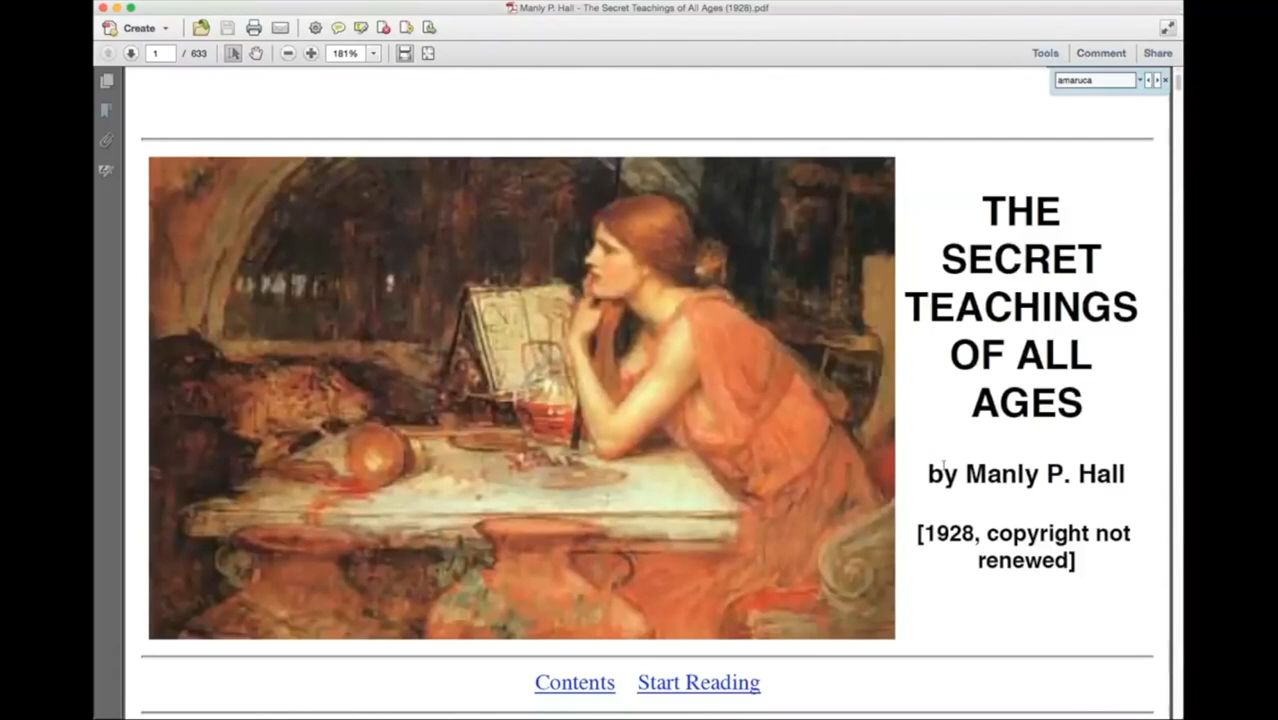 Manly P. Hall - The Secret Teachings of All Ages (1928).pdf
Create
1 / 633
181%
Tools Comment Share
amaruca
THE
SECRET
TEACHINGS
OF ALL
AGES
by Manly P. Hall
[1928, copyright not
renewed]
Contents Start Reading